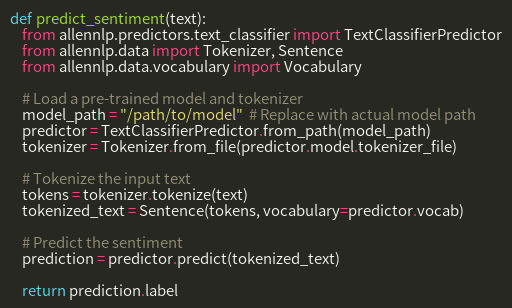 def predict_sentiment(text):
    from allennlp.predictors.text_classifier import TextClassifierPredictor
    from allennlp.data import Tokenizer, Sentence
    from allennlp.data.vocabulary import Vocabulary

    # Load a pre-trained model and tokenizer
    model_path = "/path/to/model"  # Replace with actual model path
    predictor = TextClassifierPredictor.from_path(model_path)
    tokenizer = Tokenizer.from_file(predictor.model.tokenizer_file)

    # Tokenize the input text
    tokens = tokenizer.tokenize(text)
    tokenized_text = Sentence(tokens, vocabulary=predictor.vocab)

    # Predict the sentiment
    prediction = predictor.predict(tokenized_text)

    return prediction.label